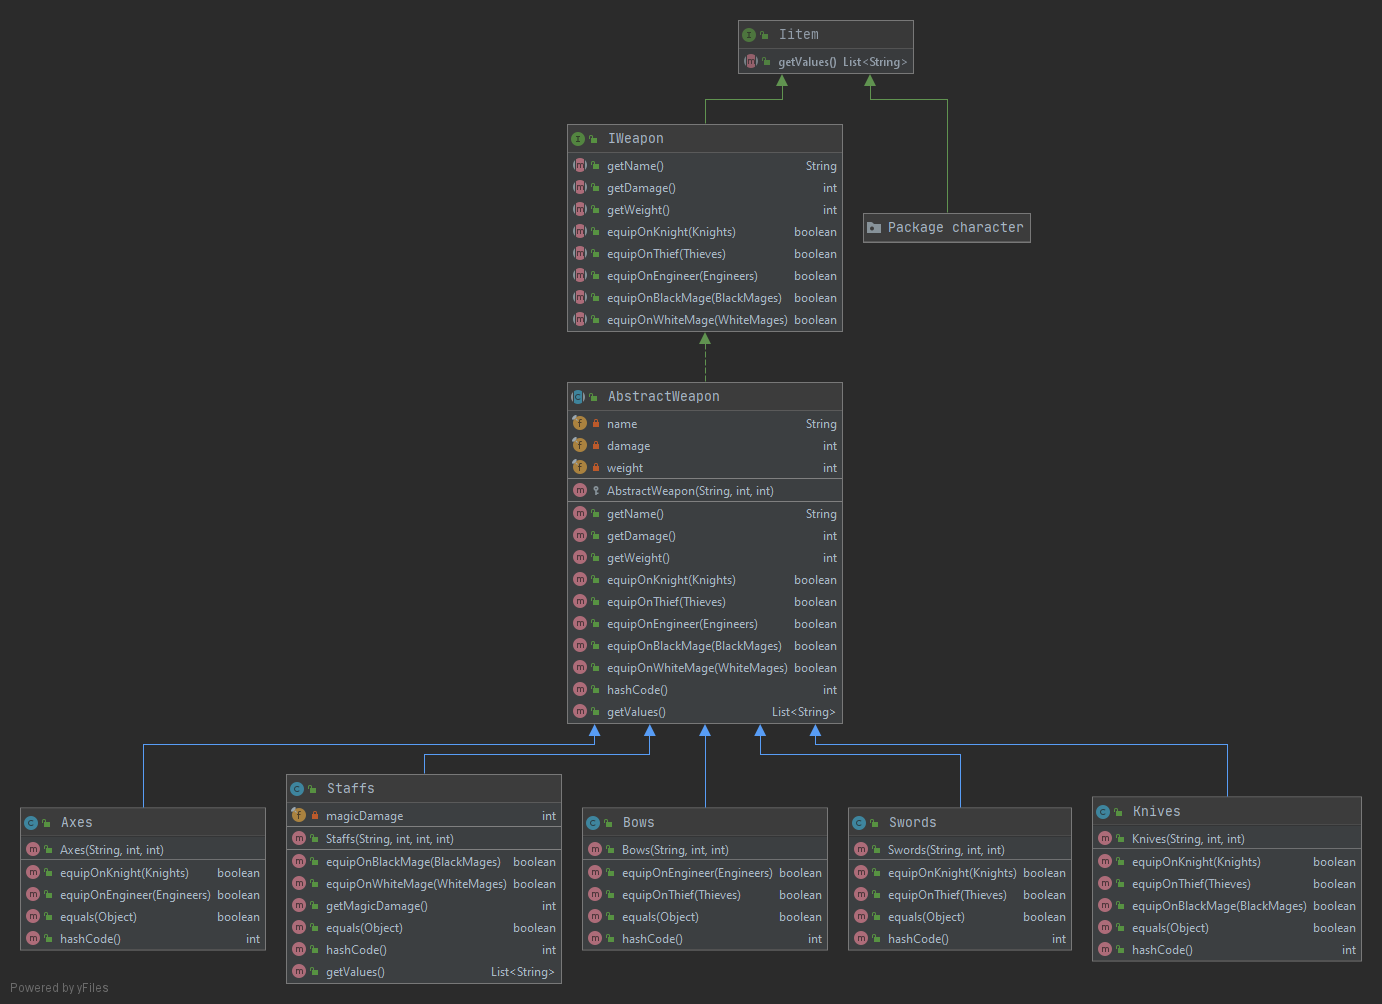 Iitem
getValues() List<String>
IWeapon
getName() String
getDamage() int
getWeight() int
equipOnKnight(Knights) boolean
equipOnThief(Thieves) boolean
equipOnEngineer(Engineers) boolean
equipOnBlackMage(BlackMages) boolean
equipOnWhiteMage(WhiteMages) boolean
Package character
AbstractWeapon
name String
damage int
weight int
AbstractWeapon(String, int, int)
getName() String
getDamage() int
getWeight() int
equipOnKnight(Knights) boolean
equipOnThief(Thieves) boolean
equipOnEngineer(Engineers) boolean
equipOnBlackMage(BlackMages) boolean
equipOnWhiteMage(WhiteMages) boolean
hashCode() int
getValues() List<String>
Axes
Axes(String, int, int)
equipOnKnight(Knights) boolean
equipOnEngineer(Engineers) boolean
equals(Object) boolean
hashCode() int
Staffs
magicDamage int
Staffs(String, int, int, int)
equipOnBlackMage(BlackMages) boolean
equipOnWhiteMage(WhiteMages) boolean
getMagicDamage() int
equals(Object) boolean
hashCode() int
getValues() List<String>
Bows
Bows(String, int, int)
equipOnEngineer(Engineers) boolean
equipOnThief(Thieves) boolean
equals(Object) boolean
hashCode() int
Swords
Swords(String, int, int)
equipOnKnight(Knights) boolean
equipOnThief(Thieves) boolean
equals(Object) boolean
hashCode() int
Knives
Knives(String, int, int)
equipOnKnight(Knights) boolean
equipOnThief(Thieves) boolean
equipOnBlackMage(BlackMages) boolean
equals(Object) boolean
hashCode() int
Powered by yFiles